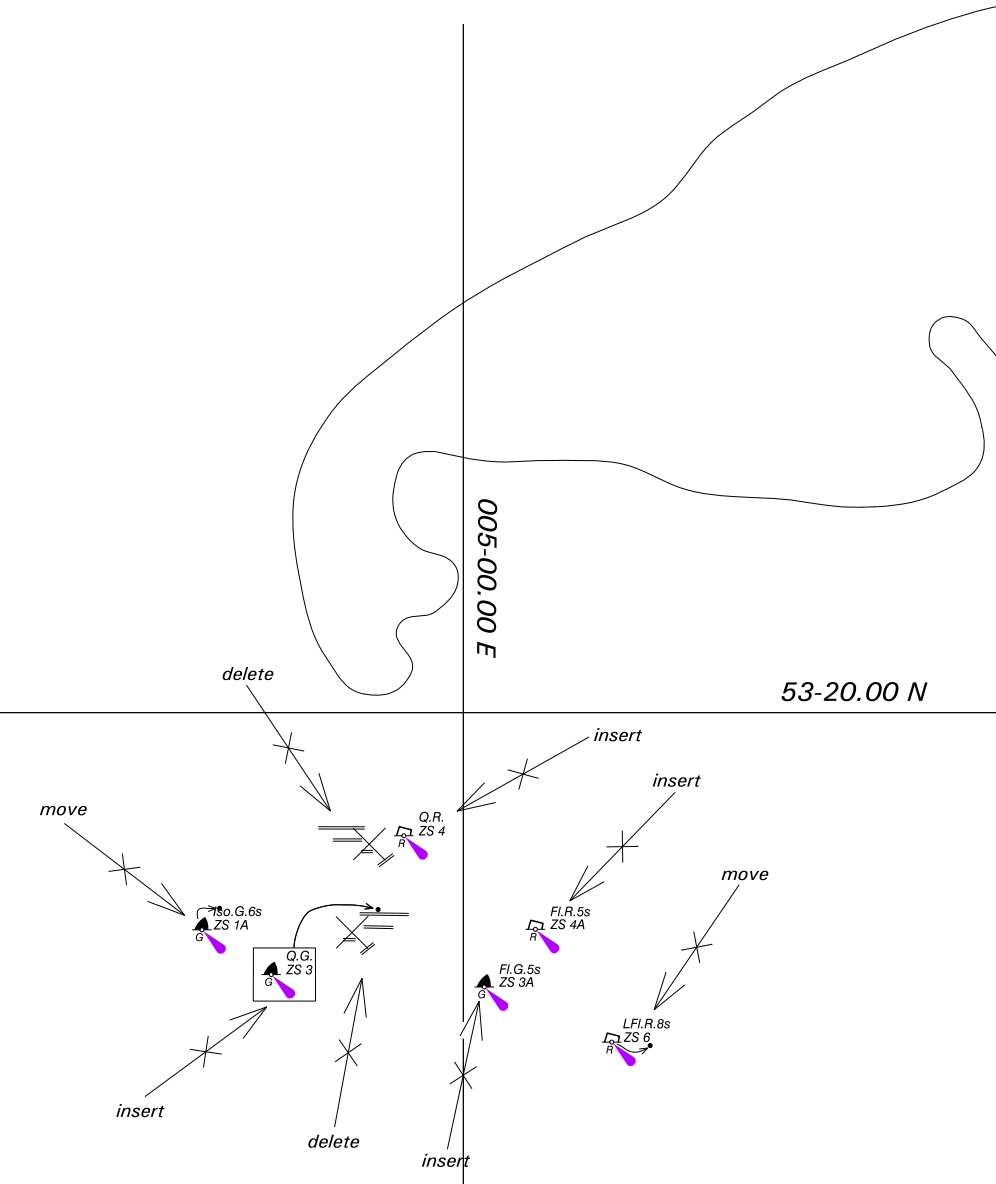 005-00.00 E
delete
53-20.00 N
insert
insert
move
Q.R.
ZS 4
R
move
Iso.G.6s
ZS 1A
G
Fl.R.5s
ZS 4A
R
Q.G.
ZS 3
G
Fl.G.5s
ZS 3A
G
LFl.R.8s
ZS 6
R
insert
delete
insert